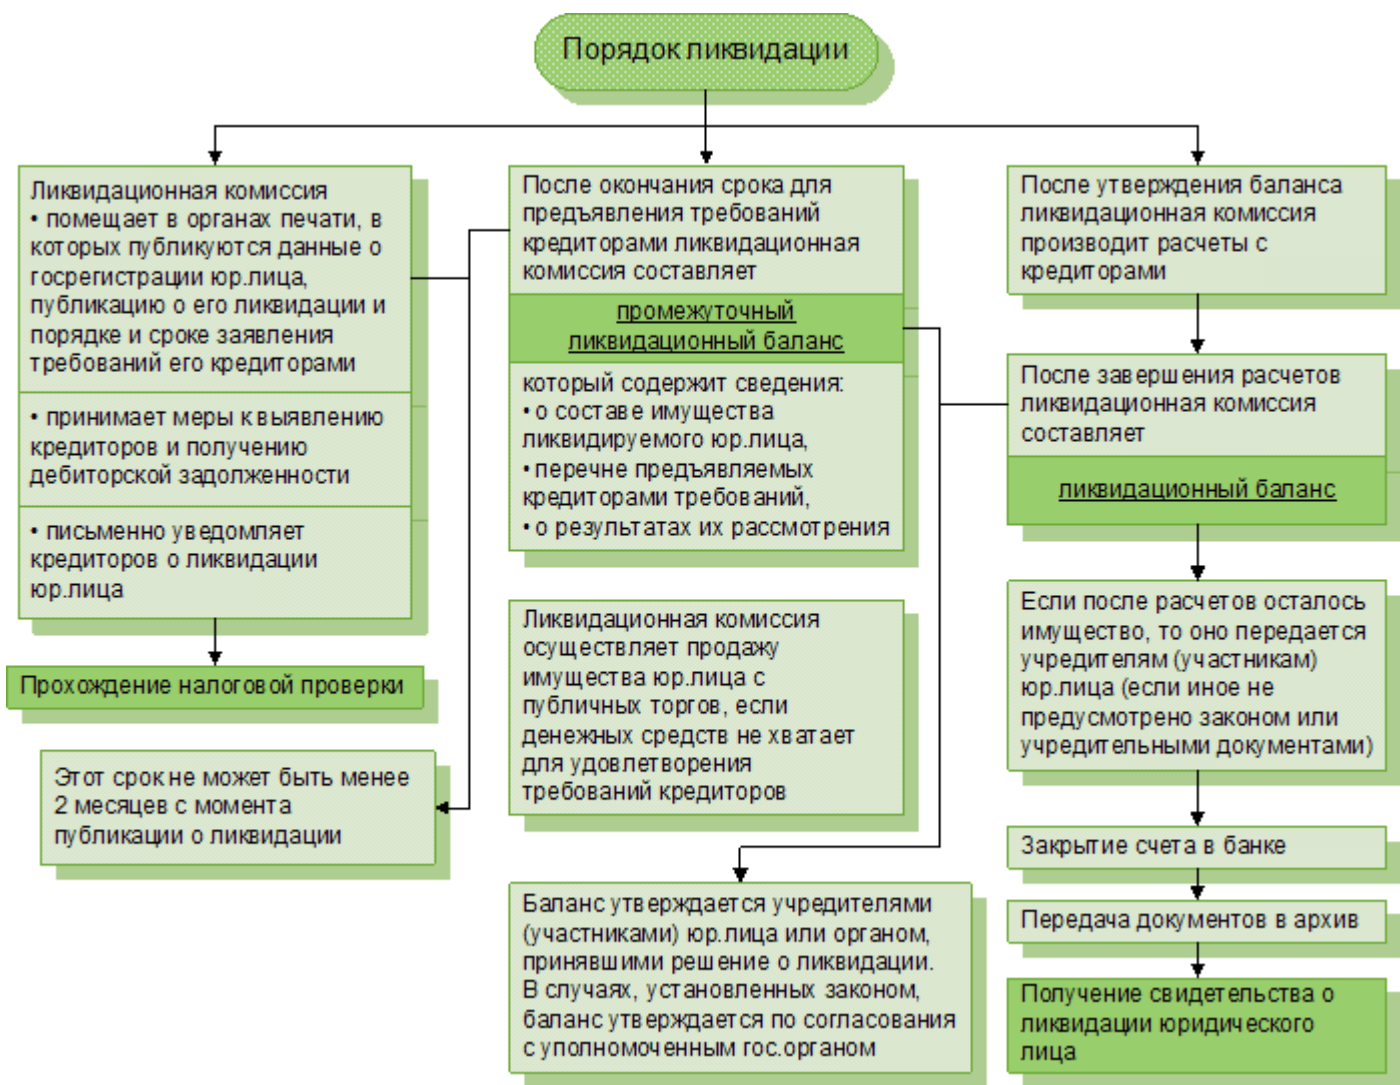 Порядок ликвидации
Ликвидационная комиссия
• помещает в органах печати, в
которых публикуются данные о
госрегистрации юр.лица,
публикацию о его ликвидации и
порядке и сроке заявления
требований его кредиторами
• принимает меры к выявлению
кредиторов и получению
дебиторской задолженности
• письменно уведомляет
кредиторов о ликвидации
юр.лица
Прохождение налоговой проверки
Этот срок не может быть менее
2 месяцев с момента
публикации о ликвидации
После окончания срока для
предъявления требований
кредиторами ликвидационная
комиссия составляет
промежуточный
ликвидационный баланс
который содержит сведения:
• о составе имущества
ликвидируемого юр.лица,
• перечне предъявляемых
кредиторами требований,
• о результатах их рассмотрения
Ликвидационная комиссия
осуществляет продажу
имущества юр.лица с
публичных торгов, если
денежных средств не хватает
для удовлетворения
требований кредиторов
Баланс утверждается учредителями
(участниками) юр.лица или органом,
принявшими решение о ликвидации.
В случаях, установленных законом,
баланс утверждается по согласования
с уполномоченным гос.органом
После утверждения баланса
ликвидационная комиссия
производит расчеты с
кредиторами
После завершения расчетов
ликвидационная комиссия
составляет
ликвидационный баланс
Если после расчетов осталось
имущество, то оно передается
учредителям (участникам)
юр.лица (если иное не
предусмотрено законом или
учредительными документами)
Закрытие счета в банке
Передача документов в архив
Получение свидетельства о
ликвидации юридического
лица